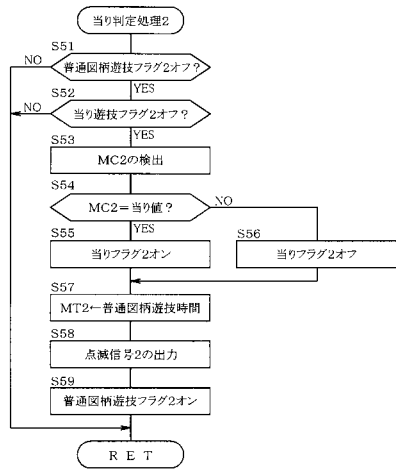 当り判定処理2
S51
普通図柄遊技フラグ2オフ?
NO
YES
S52
当り遊技フラグ2オフ?
NO
YES
S53
MC2の検出
S54
MC2=当り値?
NO
YES
S55
当りフラグ2オン
S56
当りフラグ2オフ
S57
MT2←普通図柄遊技時間
S58
点滅信号2の出力
S59
普通図柄遊技フラグ2オン
RET